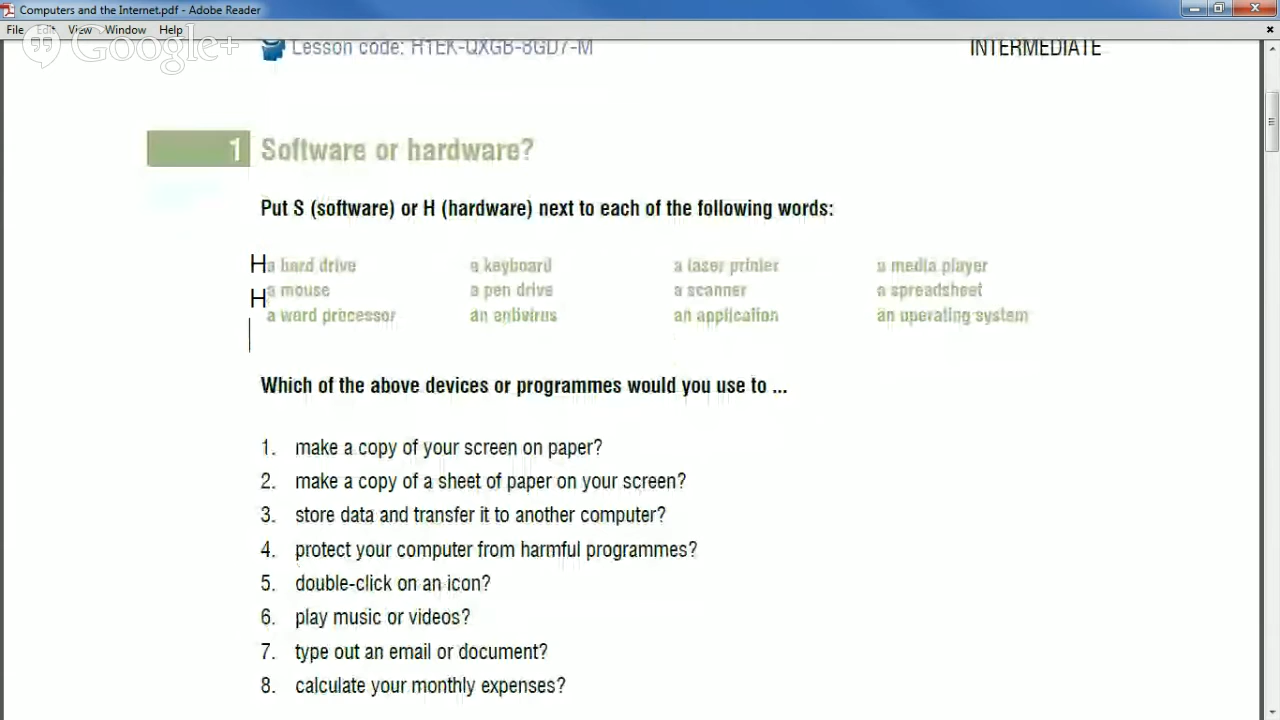 Computers and the Internet.pdf - Adobe Reader
File Edit View Window Help
Google+
Lesson code: H1EK-QXGB-8GD7-M INTERMEDIATE
1 Software or hardware?
Put S (software) or H (hardware) next to each of the following words:
H a hard drive a keyboard a laser printer a media player
H a mouse a pen drive a scanner a spreadsheet
a word processor an antivirus an application an operating system
Which of the above devices or programmes would you use to ...
1. make a copy of your screen on paper?
2. make a copy of a sheet of paper on your screen?
3. store data and transfer it to another computer?
4. protect your computer from harmful programmes?
5. double-click on an icon?
6. play music or videos?
7. type out an email or document?
8. calculate your monthly expenses?